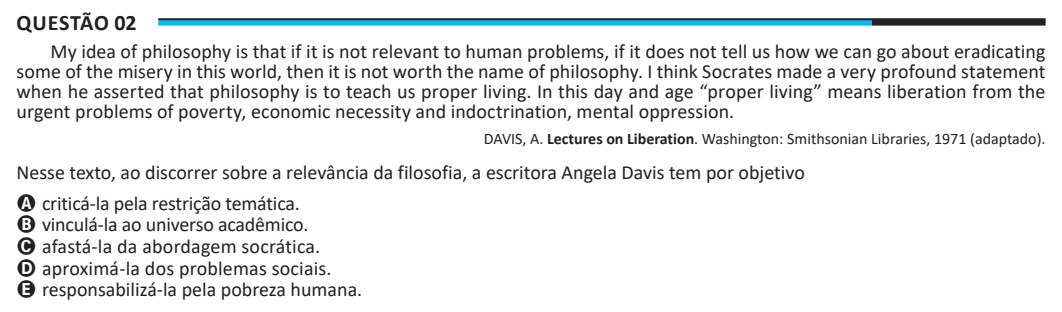 QUESTÃO 02
My idea of philosophy is that if it is not relevant to human problems, if it does not tell us how we can go about eradicating
some of the misery in this world, then it is not worth the name of philosophy. I think Socrates made a very profound statement
when he asserted that philosophy is to teach us proper living. In this day and age “proper living” means liberation from the
urgent problems of poverty, economic necessity and indoctrination, mental oppression.
DAVIS, A. Lectures on Liberation. Washington: Smithsonian Libraries, 1971 (adaptado).
Nesse texto, ao discorrer sobre a relevância da filosofia, a escritora Angela Davis tem por objetivo
A criticá-la pela restrição temática.
B vinculá-la ao universo acadêmico.
C afastá-la da abordagem socrática.
D aproximá-la dos problemas sociais.
E responsabilizá-la pela pobreza humana.